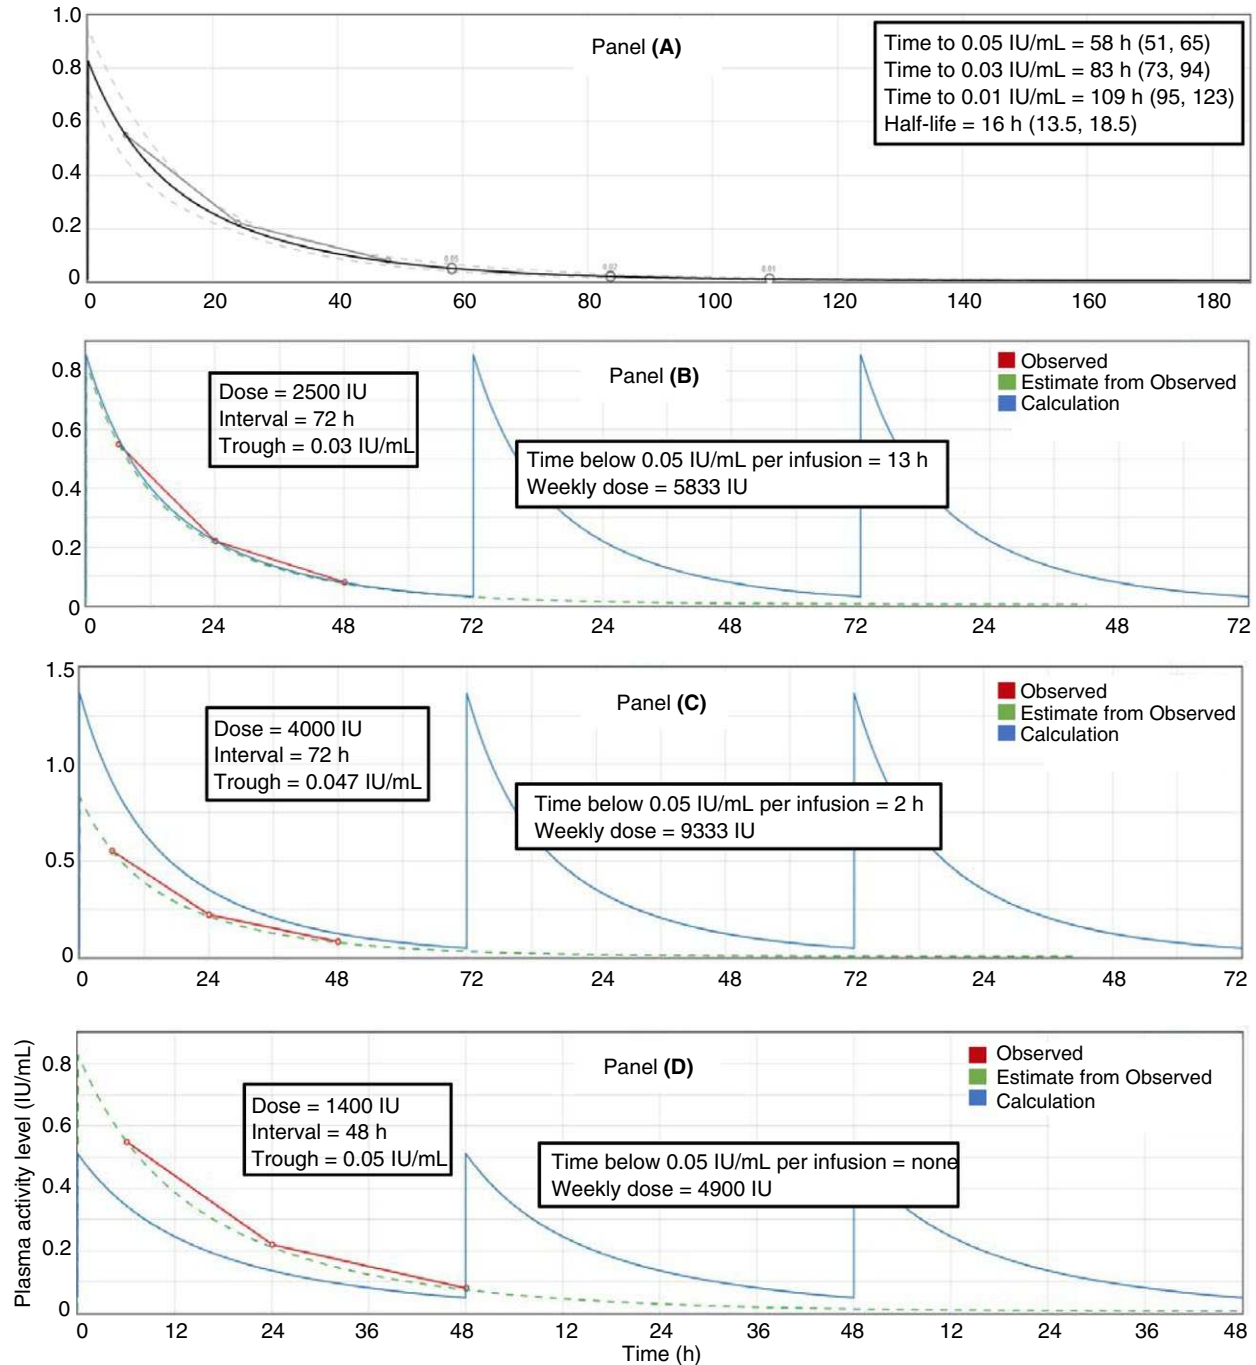 1.0
Panel (A)
Time to 0.05 IU/mL = 58 h (51, 65)
Time to 0.03 IU/mL = 83 h (73, 94)
Time to 0.01 IU/mL = 109 h (95, 123)
Half-life = 16 h (13.5, 18.5)
0.8
0.6
0.4
0.2
0
0.05
0.02
0.01
0 20 40 60 80 100 120 140 160 180
0.8
Panel (B)
Observed
Estimate from Observed
Calculation
Dose = 2500 IU
Interval = 72 h
Trough = 0.03 IU/mL
0.6
Time below 0.05 IU/mL per infusion = 13 h
Weekly dose = 5833 IU
0.4
0.2
0
0 24 48 72 24 48 72 24 48 72
1.5
Panel (C)
Observed
Estimate from Observed
Calculation
Dose = 4000 IU
Interval = 72 h
Trough = 0.047 IU/mL
1.0
Time below 0.05 IU/mL per infusion = 2 h
Weekly dose = 9333 IU
0.5
0
0 24 48 72 24 48 72 24 48 72
Plasma activity level (IU/mL)
0.8
Panel (D)
Observed
Estimate from Observed
Calculation
Dose = 1400 IU
Interval = 48 h
Trough = 0.05 IU/mL
0.6
Time below 0.05 IU/mL per infusion = none
Weekly dose = 4900 IU
0.4
0.2
0
0 12 24 36 48 12 24 36 48 12 24 36 48
Time (h)